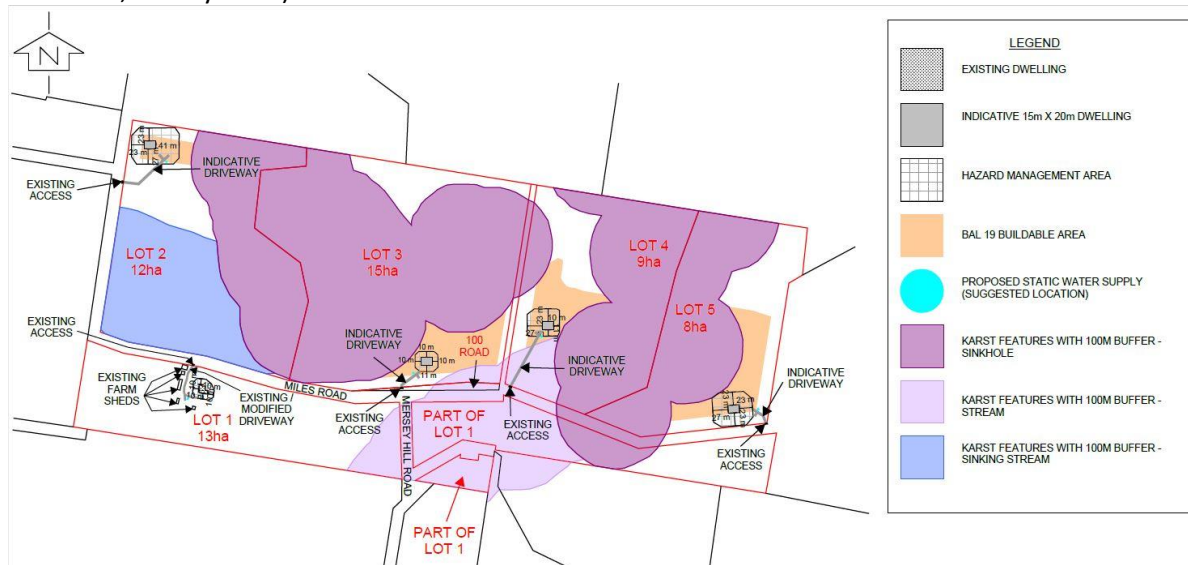 N
41 m
23 m
23 m
INDICATIVE
DRIVEWAY
EXISTING
ACCESS
LOT 2
12ha
LOT 3
15ha
LOT 4
9ha
LOT 5
8ha
EXISTING
ACCESS
INDICATIVE
DRIVEWAY
10 m
10 m
10 m
11 m
100
ROAD
23 m
10 m
27 m
INDICATIVE
DRIVEWAY
23 m
23 m
23 m
27 m
INDICATIVE
DRIVEWAY
EXISTING
FARM
SHEDS
LOT 1
13ha
EXISTING /
MODIFIED
DRIVEWAY
MILES ROAD
EXISTING
ACCESS
MERSEY HILL ROAD
PART OF
LOT 1
EXISTING
ACCESS
EXISTING
ACCESS
PART OF
LOT 1
LEGEND
EXISTING DWELLING
INDICATIVE 15m X 20m DWELLING
HAZARD MANAGEMENT AREA
BAL 19 BUILDABLE AREA
PROPOSED STATIC WATER SUPPLY
(SUGGESTED LOCATION)
KARST FEATURES WITH 100M BUFFER -
SINKHOLE
KARST FEATURES WITH 100M BUFFER -
STREAM
KARST FEATURES WITH 100M BUFFER -
SINKING STREAM